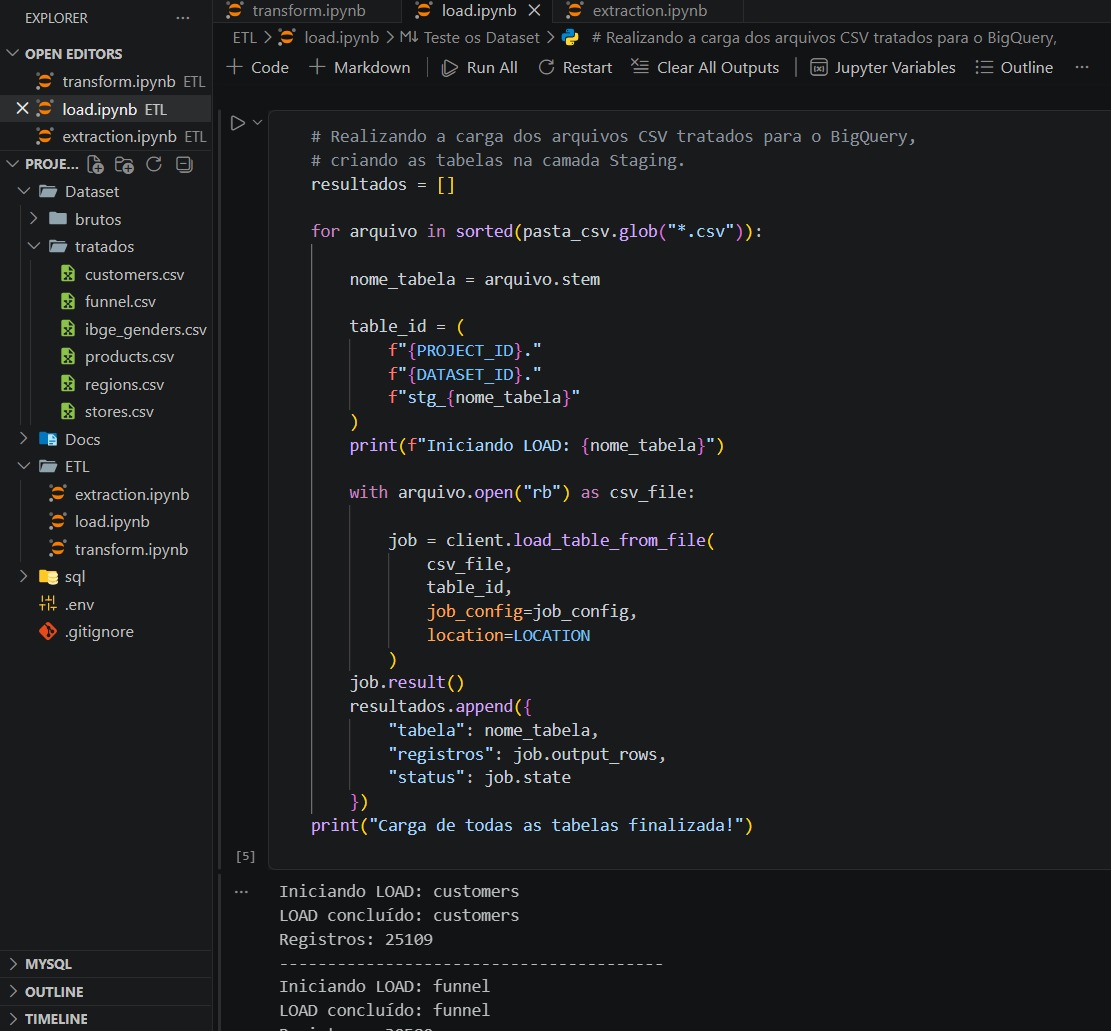 EXPLORER ...
OPEN EDITORS
transform.ipynb ETL
load.ipynb ETL
extraction.ipynb ETL
PROJE...
Dataset
brutos
tratados
customers.csv
funnel.csv
ibge_genders.csv
products.csv
regions.csv
stores.csv
Docs
ETL
extraction.ipynb
load.ipynb
transform.ipynb
sql
.env
.gitignore
MYSQL
OUTLINE
TIMELINE
transform.ipynb load.ipynb extraction.ipynb
ETL > load.ipynb > M↓ Teste os Dataset > # Realizando a carga dos arquivos CSV tratados para o BigQuery,
+ Code + Markdown | Run All Restart Clear All Outputs | Jupyter Variables Outline ...
# Realizando a carga dos arquivos CSV tratados para o BigQuery,
# criando as tabelas na camada Staging.
resultados = []
for arquivo in sorted(pasta_csv.glob("*.csv")):
nome_tabela = arquivo.stem
table_id = (
f"{PROJECT_ID}."
f"{DATASET_ID}."
f"stg_{nome_tabela}"
)
print(f"Iniciando LOAD: {nome_tabela}")
with arquivo.open("rb") as csv_file:
job = client.load_table_from_file(
csv_file,
table_id,
job_config=job_config,
location=LOCATION
)
job.result()
resultados.append({
"tabela": nome_tabela,
"registros": job.output_rows,
"status": job.state
})
print("Carga de todas as tabelas finalizada!")
[5]
... Iniciando LOAD: customers
LOAD concluído: customers
Registros: 25109
----------------------------------------
Iniciando LOAD: funnel
LOAD concluído: funnel